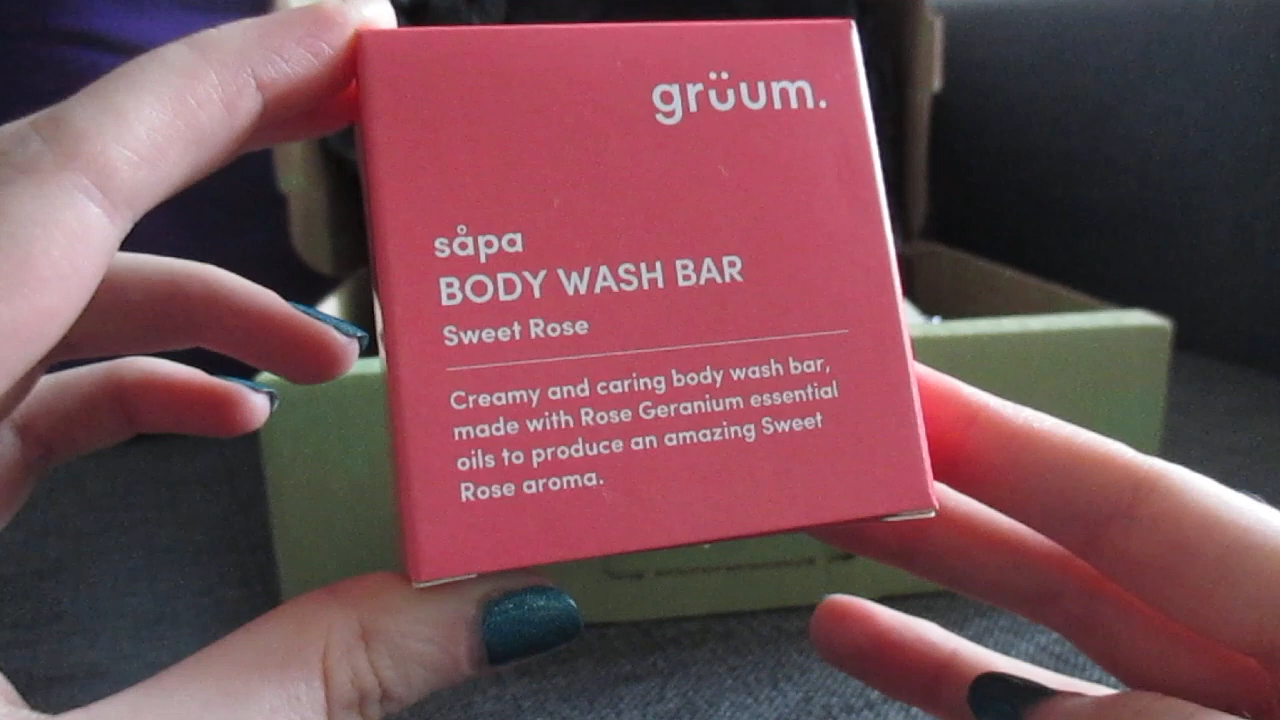 grüum.
såpa
BODY WASH BAR
Sweet Rose
Creamy and caring body wash bar,
made with Rose Geranium essential
oils to produce an amazing Sweet
Rose aroma.